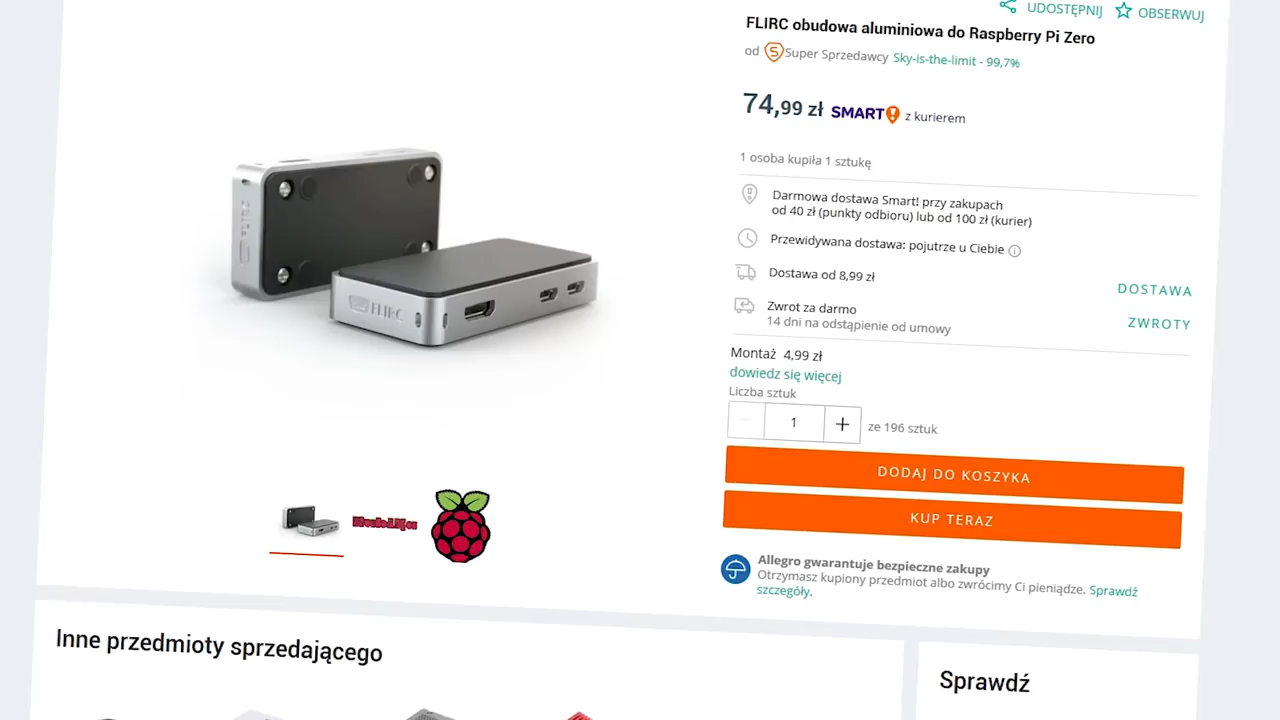 UDOSTĘPNIJ OBSERWUJ
FLIRC obudowa aluminiowa do Raspberry Pi Zero
od Super Sprzedawcy Sky-is-the-limit - 99,7%
74,99 zł SMART! z kurierem
1 osoba kupiła 1 sztukę
Darmowa dostawa Smart! przy zakupach
od 40 zł (punkty odbioru) lub od 100 zł (kurier)
Przewidywana dostawa: pojutrze u Ciebie
Dostawa od 8,99 zł
DOSTAWA
Zwrot za darmo
14 dni na odstąpienie od umowy
ZWROTY
Montaż 4,99 zł
dowiedz się więcej
Liczba sztuk
1 + ze 196 sztuk
DODAJ DO KOSZYKA
KUP TERAZ
Allegro gwarantuje bezpieczne zakupy
Otrzymasz kupiony przedmiot albo zwrócimy Ci pieniądze. Sprawdź
szczegóły.
FLIRC
FLIRC
Inne przedmioty sprzedającego
Sprawdź